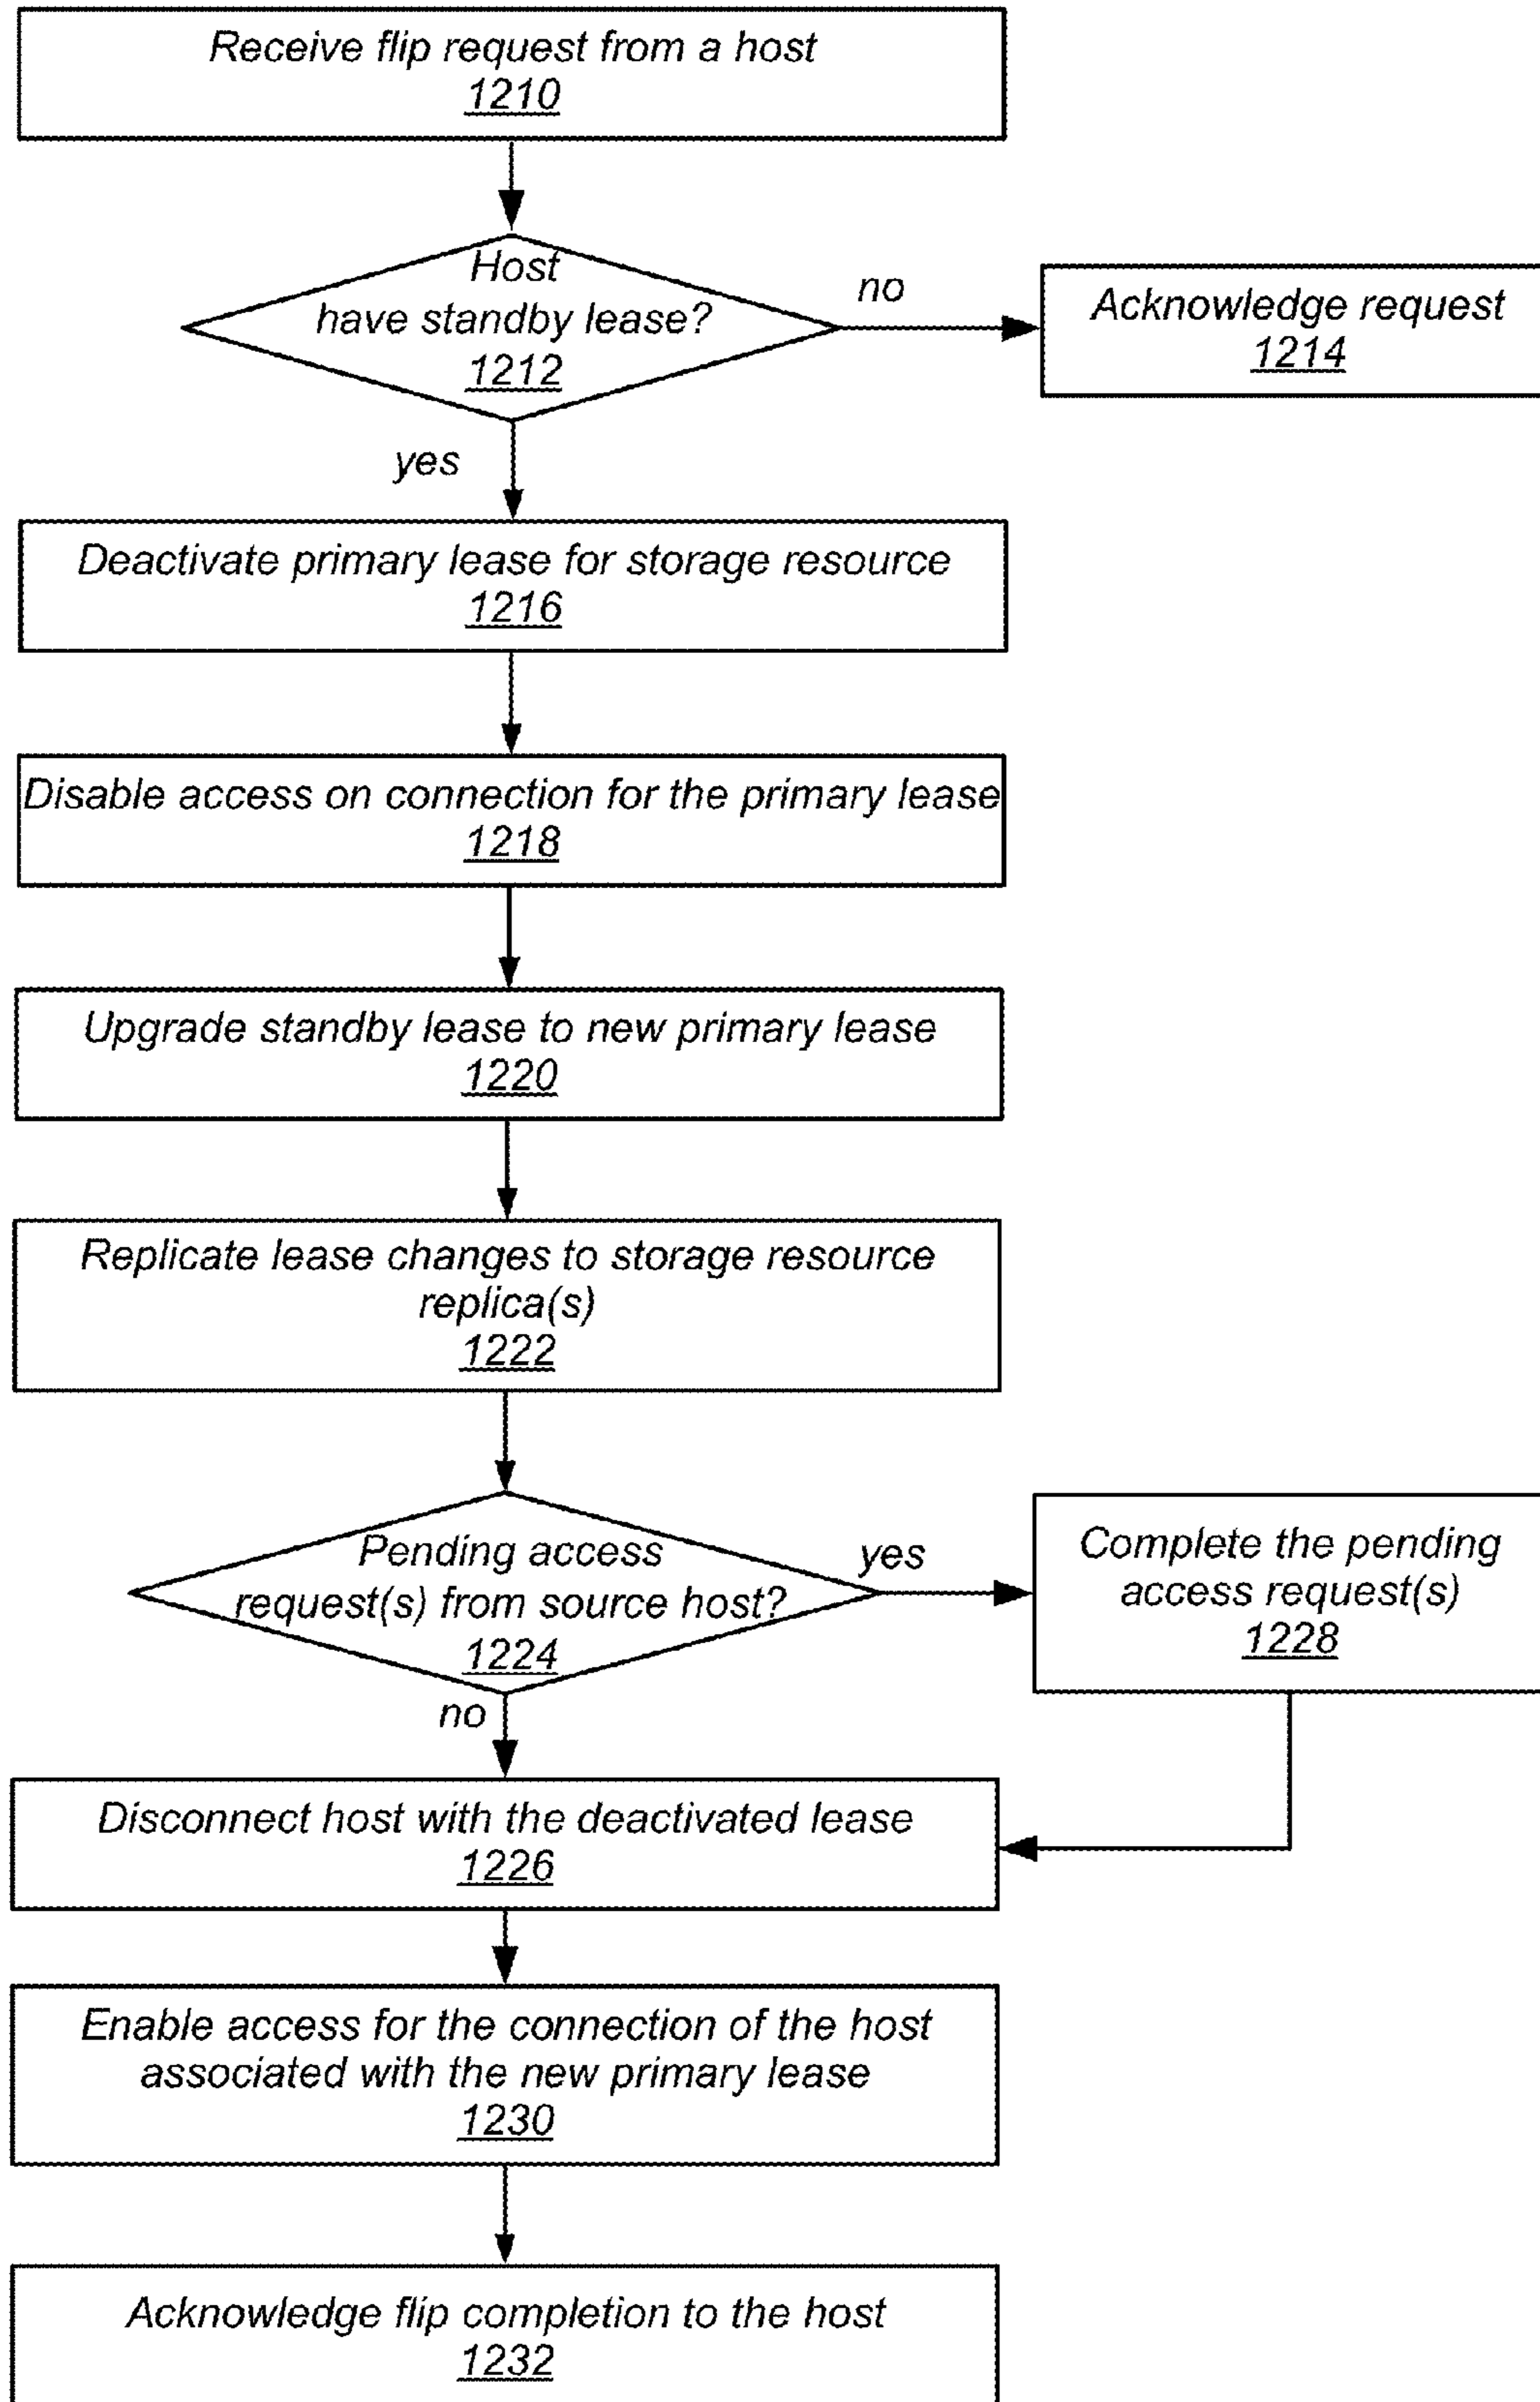 Receive flip request from a host
1210
Host
have standby lease?
1212
no
Acknowledge request
1214
yes
Deactivate primary lease for storage resource
1216
Disable access on connection for the primary lease
1218
Upgrade standby lease to new primary lease
1220
Replicate lease changes to storage resource
replica(s)
1222
Pending access
request(s) from source host?
1224
yes
Complete the pending
access request(s)
1228
no
Disconnect host with the deactivated lease
1226
Enable access for the connection of the host
associated with the new primary lease
1230
Acknowledge flip completion to the host
1232